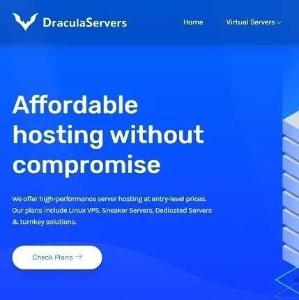 DraculaServers
Home
Virtual Servers
Affordable
hosting without
compromise
We offer high-performance server hosting at entry-level prices.
Our plans include Linux VPS, Sneaker Servers, Dedicated Servers
& turnkey solutions.
Check Plans →